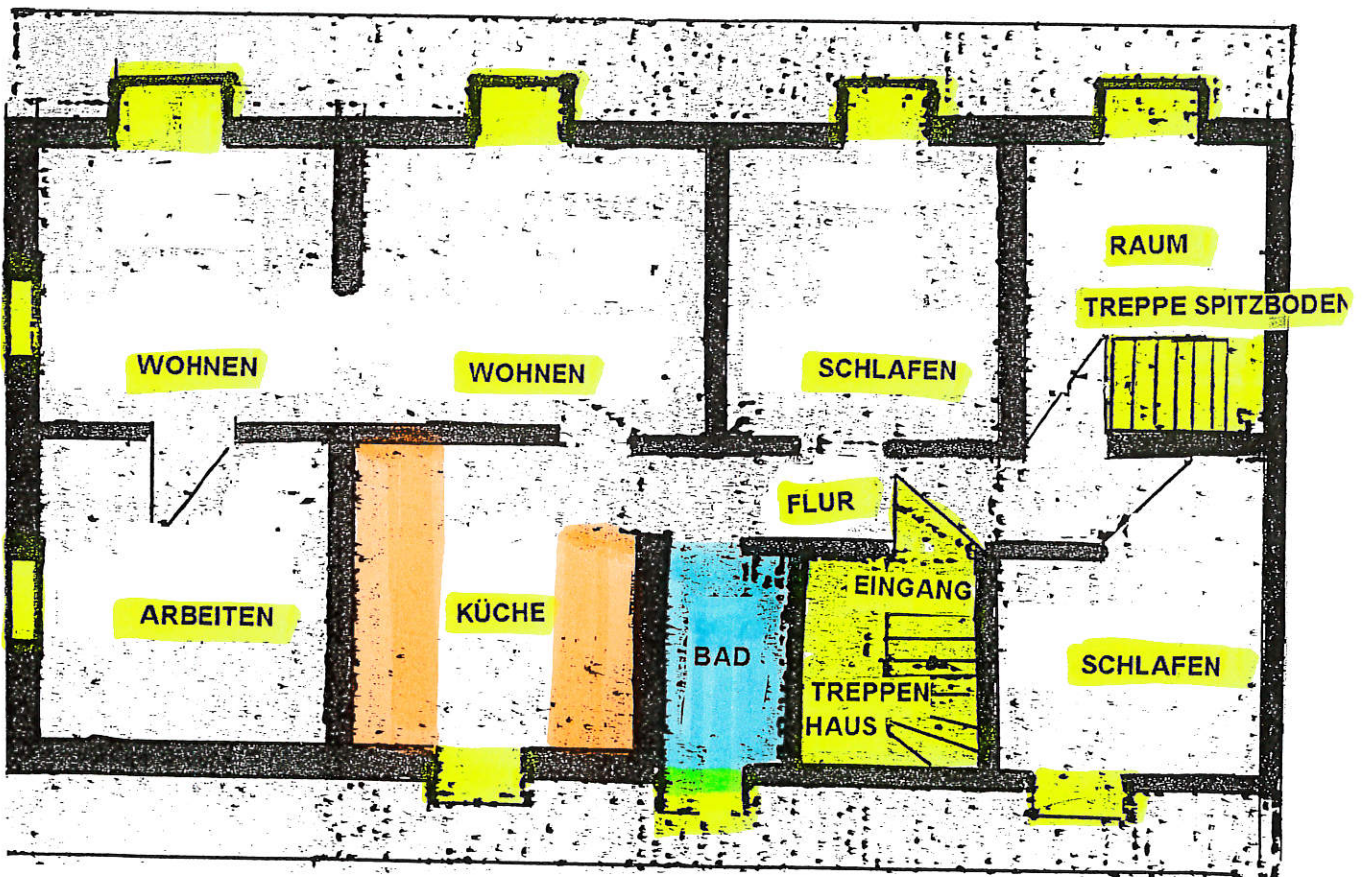 RAUM
TREPPE SPITZBODEN
WOHNEN
WOHNEN
SCHLAFEN
FLUR
EINGANG
ARBEITEN
KÜCHE
BAD
SCHLAFEN
TREPPEN
HAUS